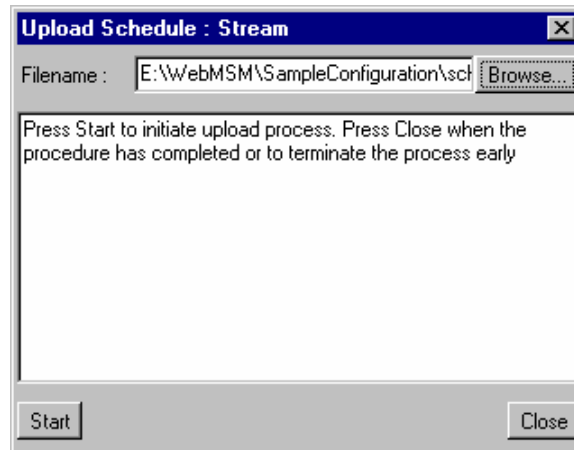 Upload Schedule : Stream
Filename : E:\WebMSM\SampleConfiguration\scl Browse...
Press Start to initiate upload process. Press Close when the
procedure has completed or to terminate the process early
Start Close